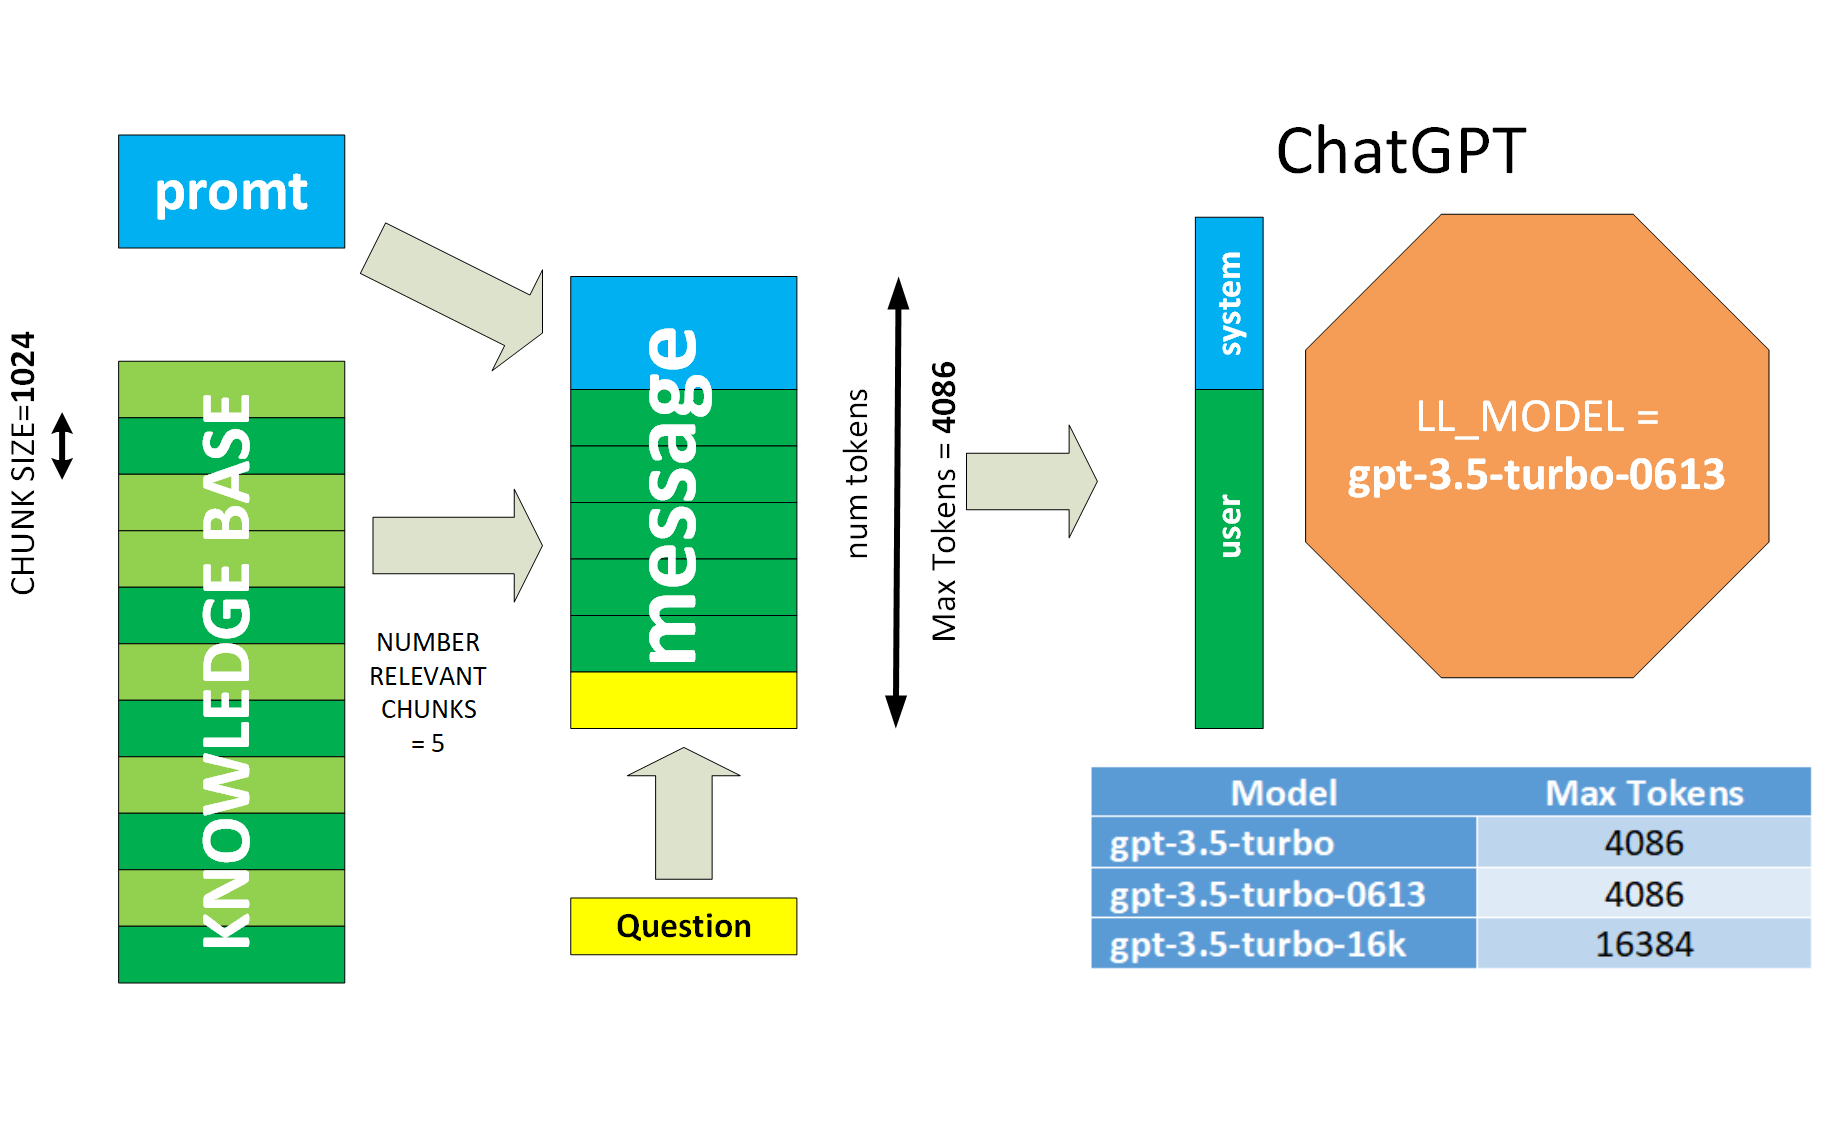 promt
CHUNK SIZE=1024
KNOWLEDGE BASE
NUMBER
RELEVANT
CHUNKS
= 5
message
Question
num tokens
Max Tokens = 4086
ChatGPT
system
user
LL_MODEL =
gpt-3.5-turbo-0613
Model Max Tokens
gpt-3.5-turbo 4086
gpt-3.5-turbo-0613 4086
gpt-3.5-turbo-16k 16384